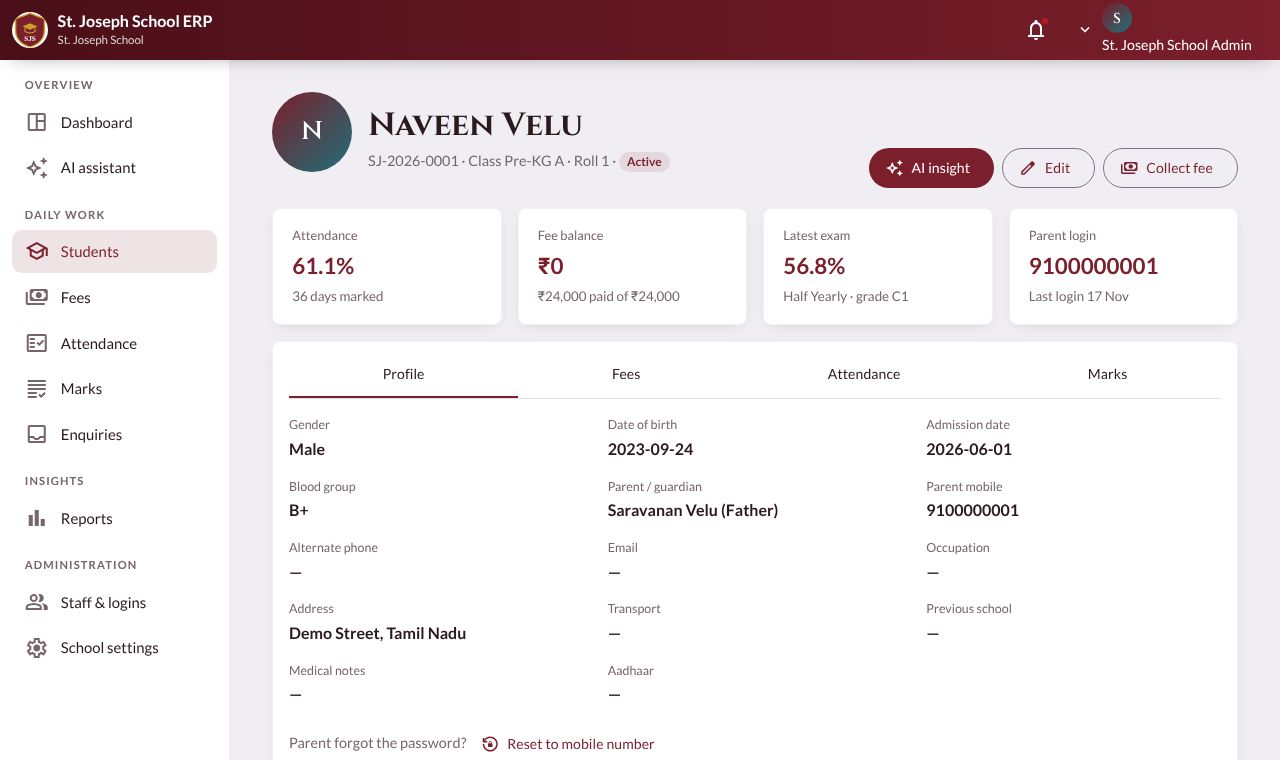 St. Joseph School ERP
St. Joseph School
SJS
S
St. Joseph School Admin
OVERVIEW
Dashboard
AI assistant
DAILY WORK
Students
Fees
Attendance
Marks
Enquiries
INSIGHTS
Reports
ADMINISTRATION
Staff & logins
School settings
N
Naveen Velu
SJ-2026-0001 · Class Pre-KG A · Roll 1 · Active
AI insight
Edit
Collect fee
Attendance
61.1%
36 days marked
Fee balance
₹0
₹24,000 paid of ₹24,000
Latest exam
56.8%
Half Yearly · grade C1
Parent login
9100000001
Last login 17 Nov
Profile Fees Attendance Marks
Gender Date of birth Admission date
Male 2023-09-24 2026-06-01
Blood group Parent / guardian Parent mobile
B+ Saravanan Velu (Father) 9100000001
Alternate phone Email Occupation
— — —
Address Transport Previous school
Demo Street, Tamil Nadu — —
Medical notes Aadhaar
— —
Parent forgot the password? Reset to mobile number